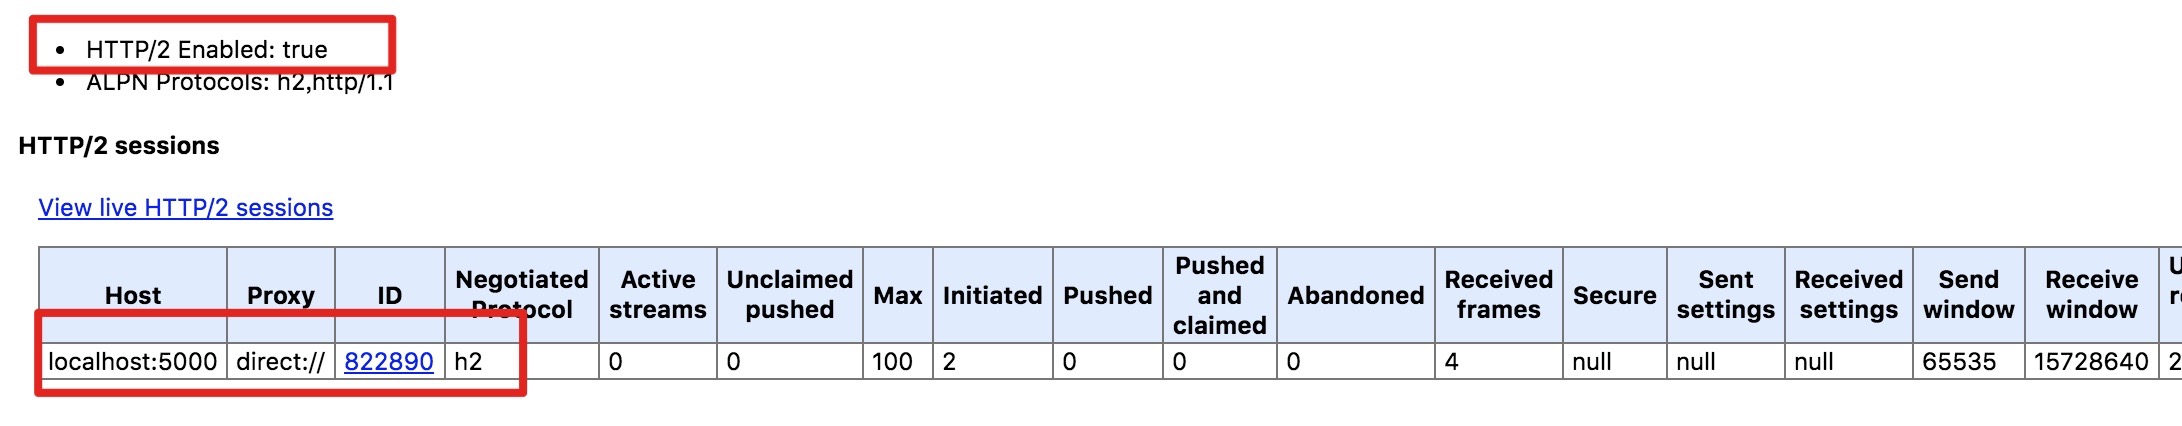 HTTP/2 Enabled: true
ALPN Protocols: h2,http/1.1
HTTP/2 sessions
View live HTTP/2 sessions
Host Proxy ID Negotiated Protocol Active streams Unclaimed pushed Max Initiated Pushed Pushed and claimed Abandoned Received frames Secure Sent settings Received settings Send window Receive window
localhost:5000 direct:// 822890 h2 0 0 100 2 0 0 0 4 null null null 65535 15728640